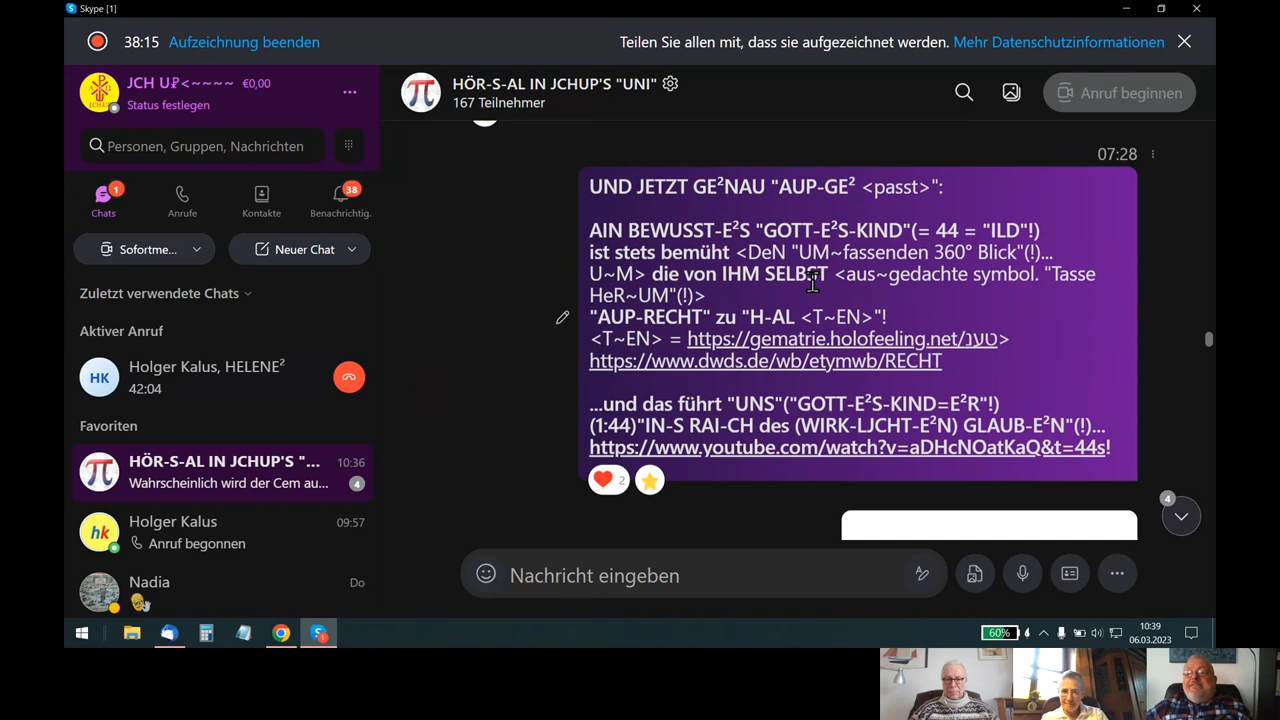 Skype [1]
38:15 Aufzeichnung beenden
Teilen Sie allen mit, dass sie aufgezeichnet werden. Mehr Datenschutzinformationen
JCH U₽<~~~~ €0,00
Status festlegen
Personen, Gruppen, Nachrichten
Chats 1
Anrufe
Kontakte
Benachrichtig. 38
Sofortme...
Neuer Chat
Zuletzt verwendete Chats
Aktiver Anruf
HK
Holger Kalus, HELENE²
42:04
Favoriten
HÖR-S-AL IN JCHUP'S "... 10:36
Wahrscheinlich wird der Cem au... 4
hk
Holger Kalus 09:57
Anruf begonnen
Nadia Do
HÖR-S-AL IN JCHUP'S "UNI"
167 Teilnehmer
Anruf beginnen
07:28
UND JETZT GE²NAU "AUP-GE² <passt>":
AIN BEWUSST-E²S "GOTT-E²S-KIND"(= 44 = "ILD"!)
ist stets bemüht <DeN "UM~fassenden 360° Blick"(!)...
U~M> die von IHM SELBST <aus~gedachte symbol. "Tasse
HeR~UM"(!)>
"AUP-RECHT" zu "H-AL <T~EN>"!
<T~EN> = https://gematrie.holofeeling.net/טענ>
https://www.dwds.de/wb/etymwb/RECHT
...und das führt "UNS"("GOTT-E²S-KIND=E²R"!)
(1:44)"IN-S RAI-CH des (WIRK-LJCHT-E²N) GLAUB-E²N"(!)...
https://www.youtube.com/watch?v=aDHcNOatKaQ&t=44s!
2
4
Nachricht eingeben
60%
10:39
06.03.2023